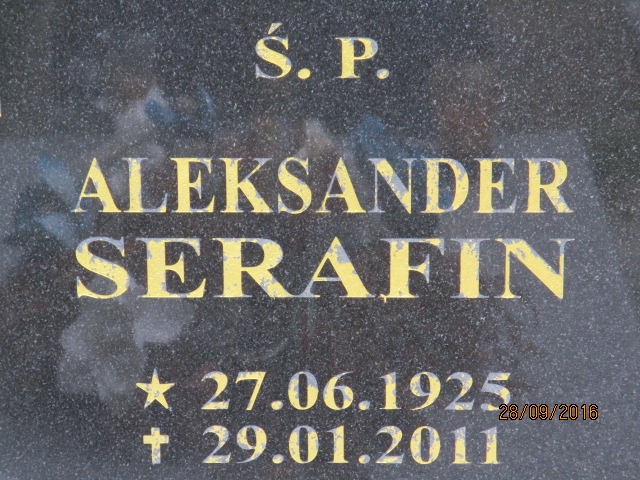 Ś. P.
ALEKSANDER
SERAFIN
★ 27.06.1925
✝ 29.01.2011
28/09/2016